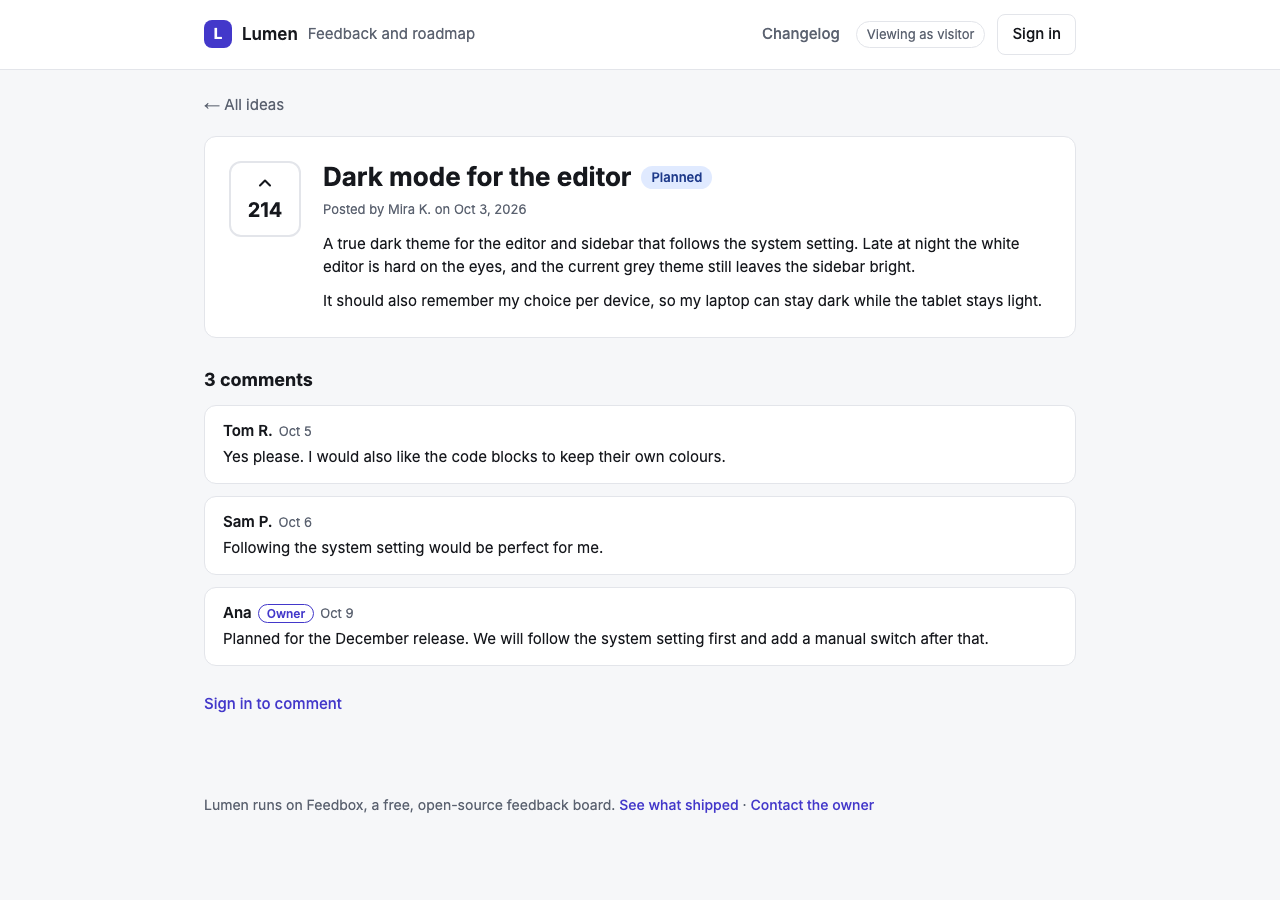 L Lumen Feedback and roadmap Changelog Viewing as visitor Sign in
← All ideas
214
Dark mode for the editor Planned
Posted by Mira K. on Oct 3, 2026
A true dark theme for the editor and sidebar that follows the system setting. Late at night the white
editor is hard on the eyes, and the current grey theme still leaves the sidebar bright.
It should also remember my choice per device, so my laptop can stay dark while the tablet stays light.
3 comments
Tom R. Oct 5
Yes please. I would also like the code blocks to keep their own colours.
Sam P. Oct 6
Following the system setting would be perfect for me.
Ana Owner Oct 9
Planned for the December release. We will follow the system setting first and add a manual switch after that.
Sign in to comment
Lumen runs on Feedbox, a free, open-source feedback board. See what shipped · Contact the owner